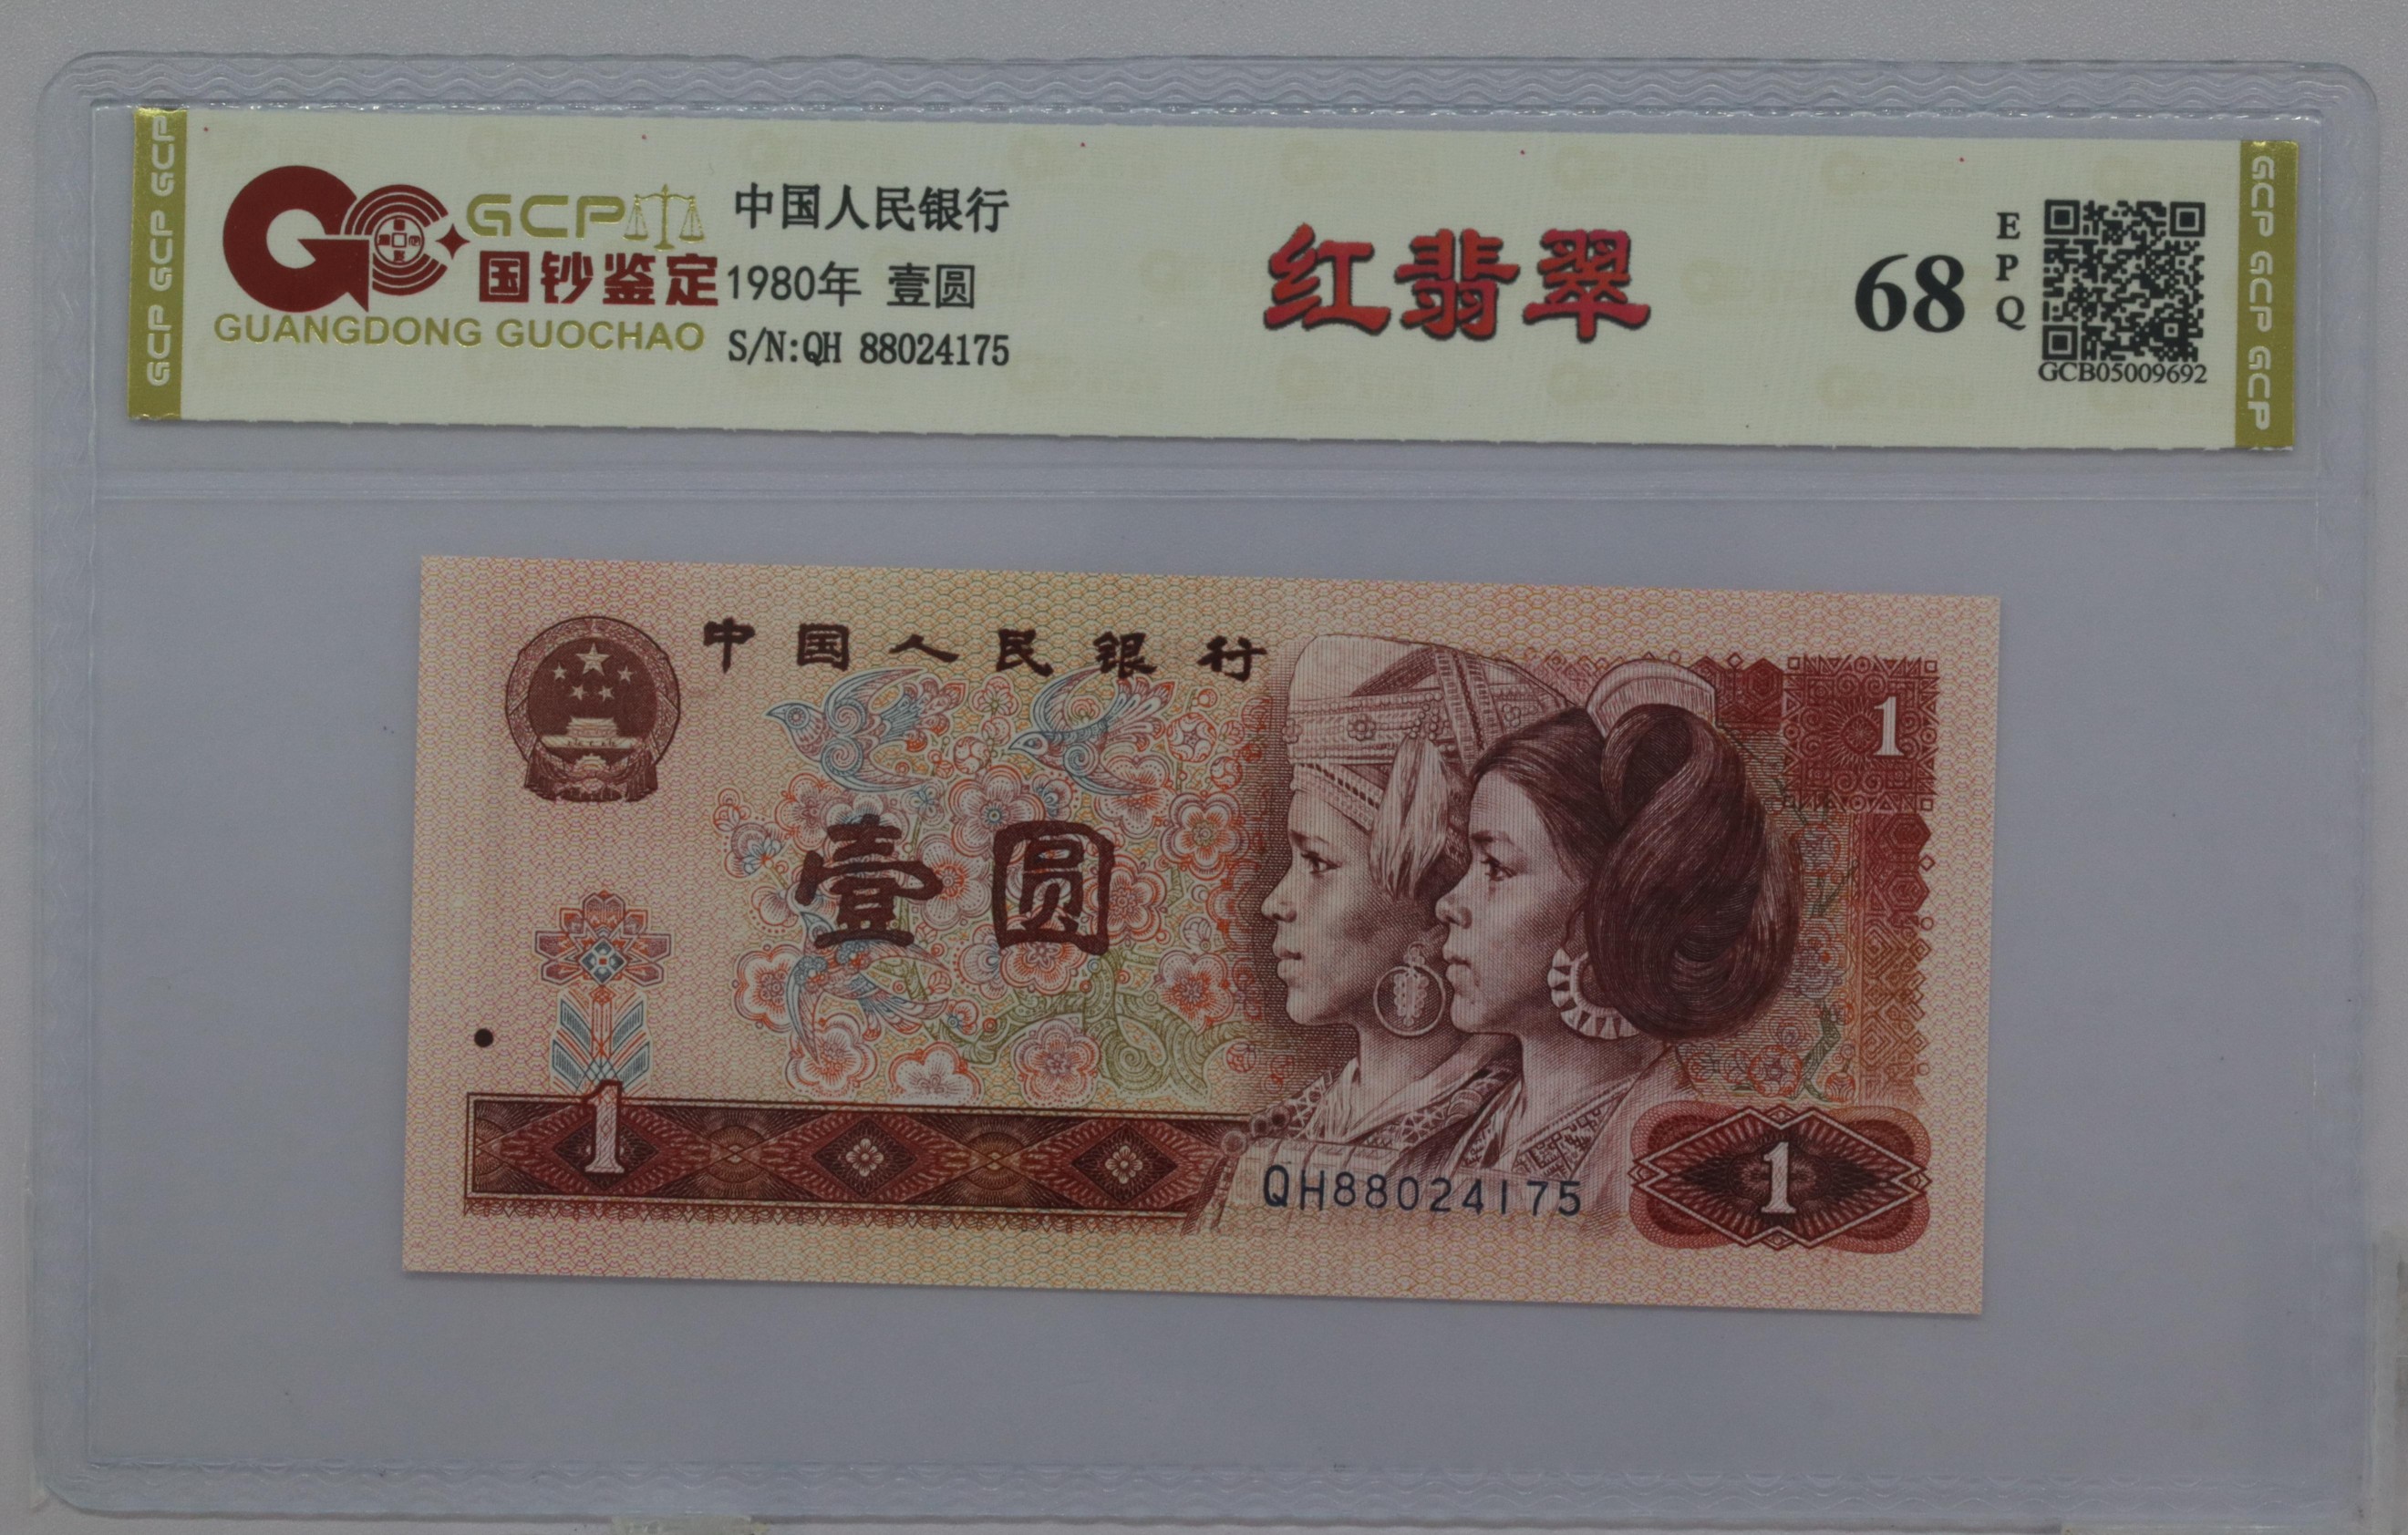 GCP GCP GCP
GCP
国钞鉴定
GUANGDONG GUOCHAO
中国人民银行
1980年 壹圆
S/N:QH 88024175
红翡翠
68
EPQ
GCB05009692
GCP GCP GCP
中国人民银行
1
壹圆
1
QH88024175
1